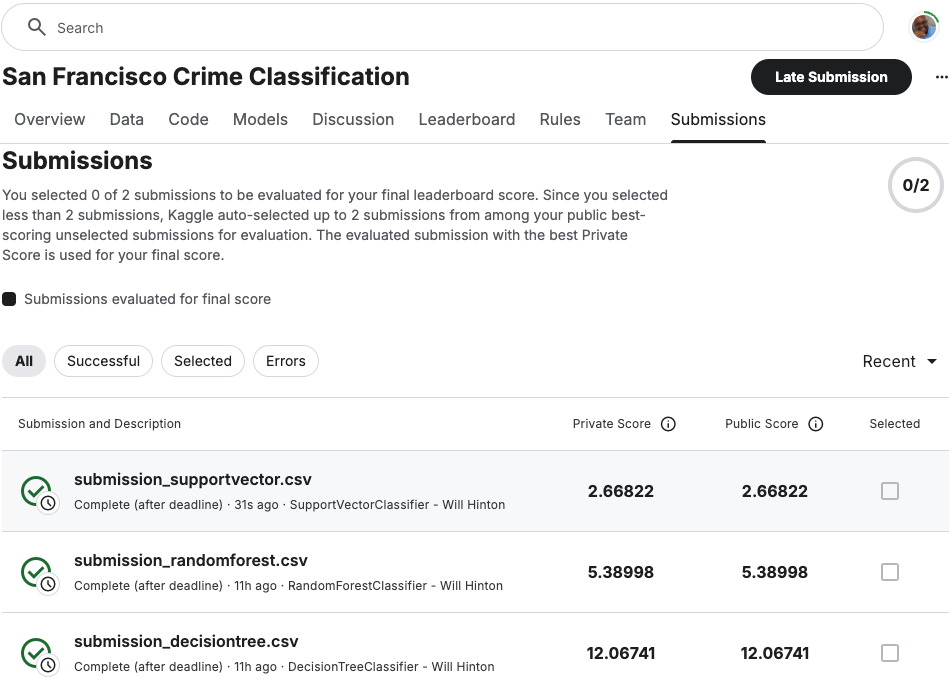 Search
San Francisco Crime Classification
Late Submission
...
Overview Data Code Models Discussion Leaderboard Rules Team Submissions
Submissions
You selected 0 of 2 submissions to be evaluated for your final leaderboard score. Since you selected
less than 2 submissions, Kaggle auto-selected up to 2 submissions from among your public best-
scoring unselected submissions for evaluation. The evaluated submission with the best Private
Score is used for your final score.
0/2
Submissions evaluated for final score
All Successful Selected Errors Recent
Submission and Description Private Score Public Score Selected
submission_supportvector.csv
Complete (after deadline) · 31s ago · SupportVectorClassifier - Will Hinton
2.66822 2.66822
submission_randomforest.csv
Complete (after deadline) · 11h ago · RandomForestClassifier - Will Hinton
5.38998 5.38998
submission_decisiontree.csv
Complete (after deadline) · 11h ago · DecisionTreeClassifier - Will Hinton
12.06741 12.06741